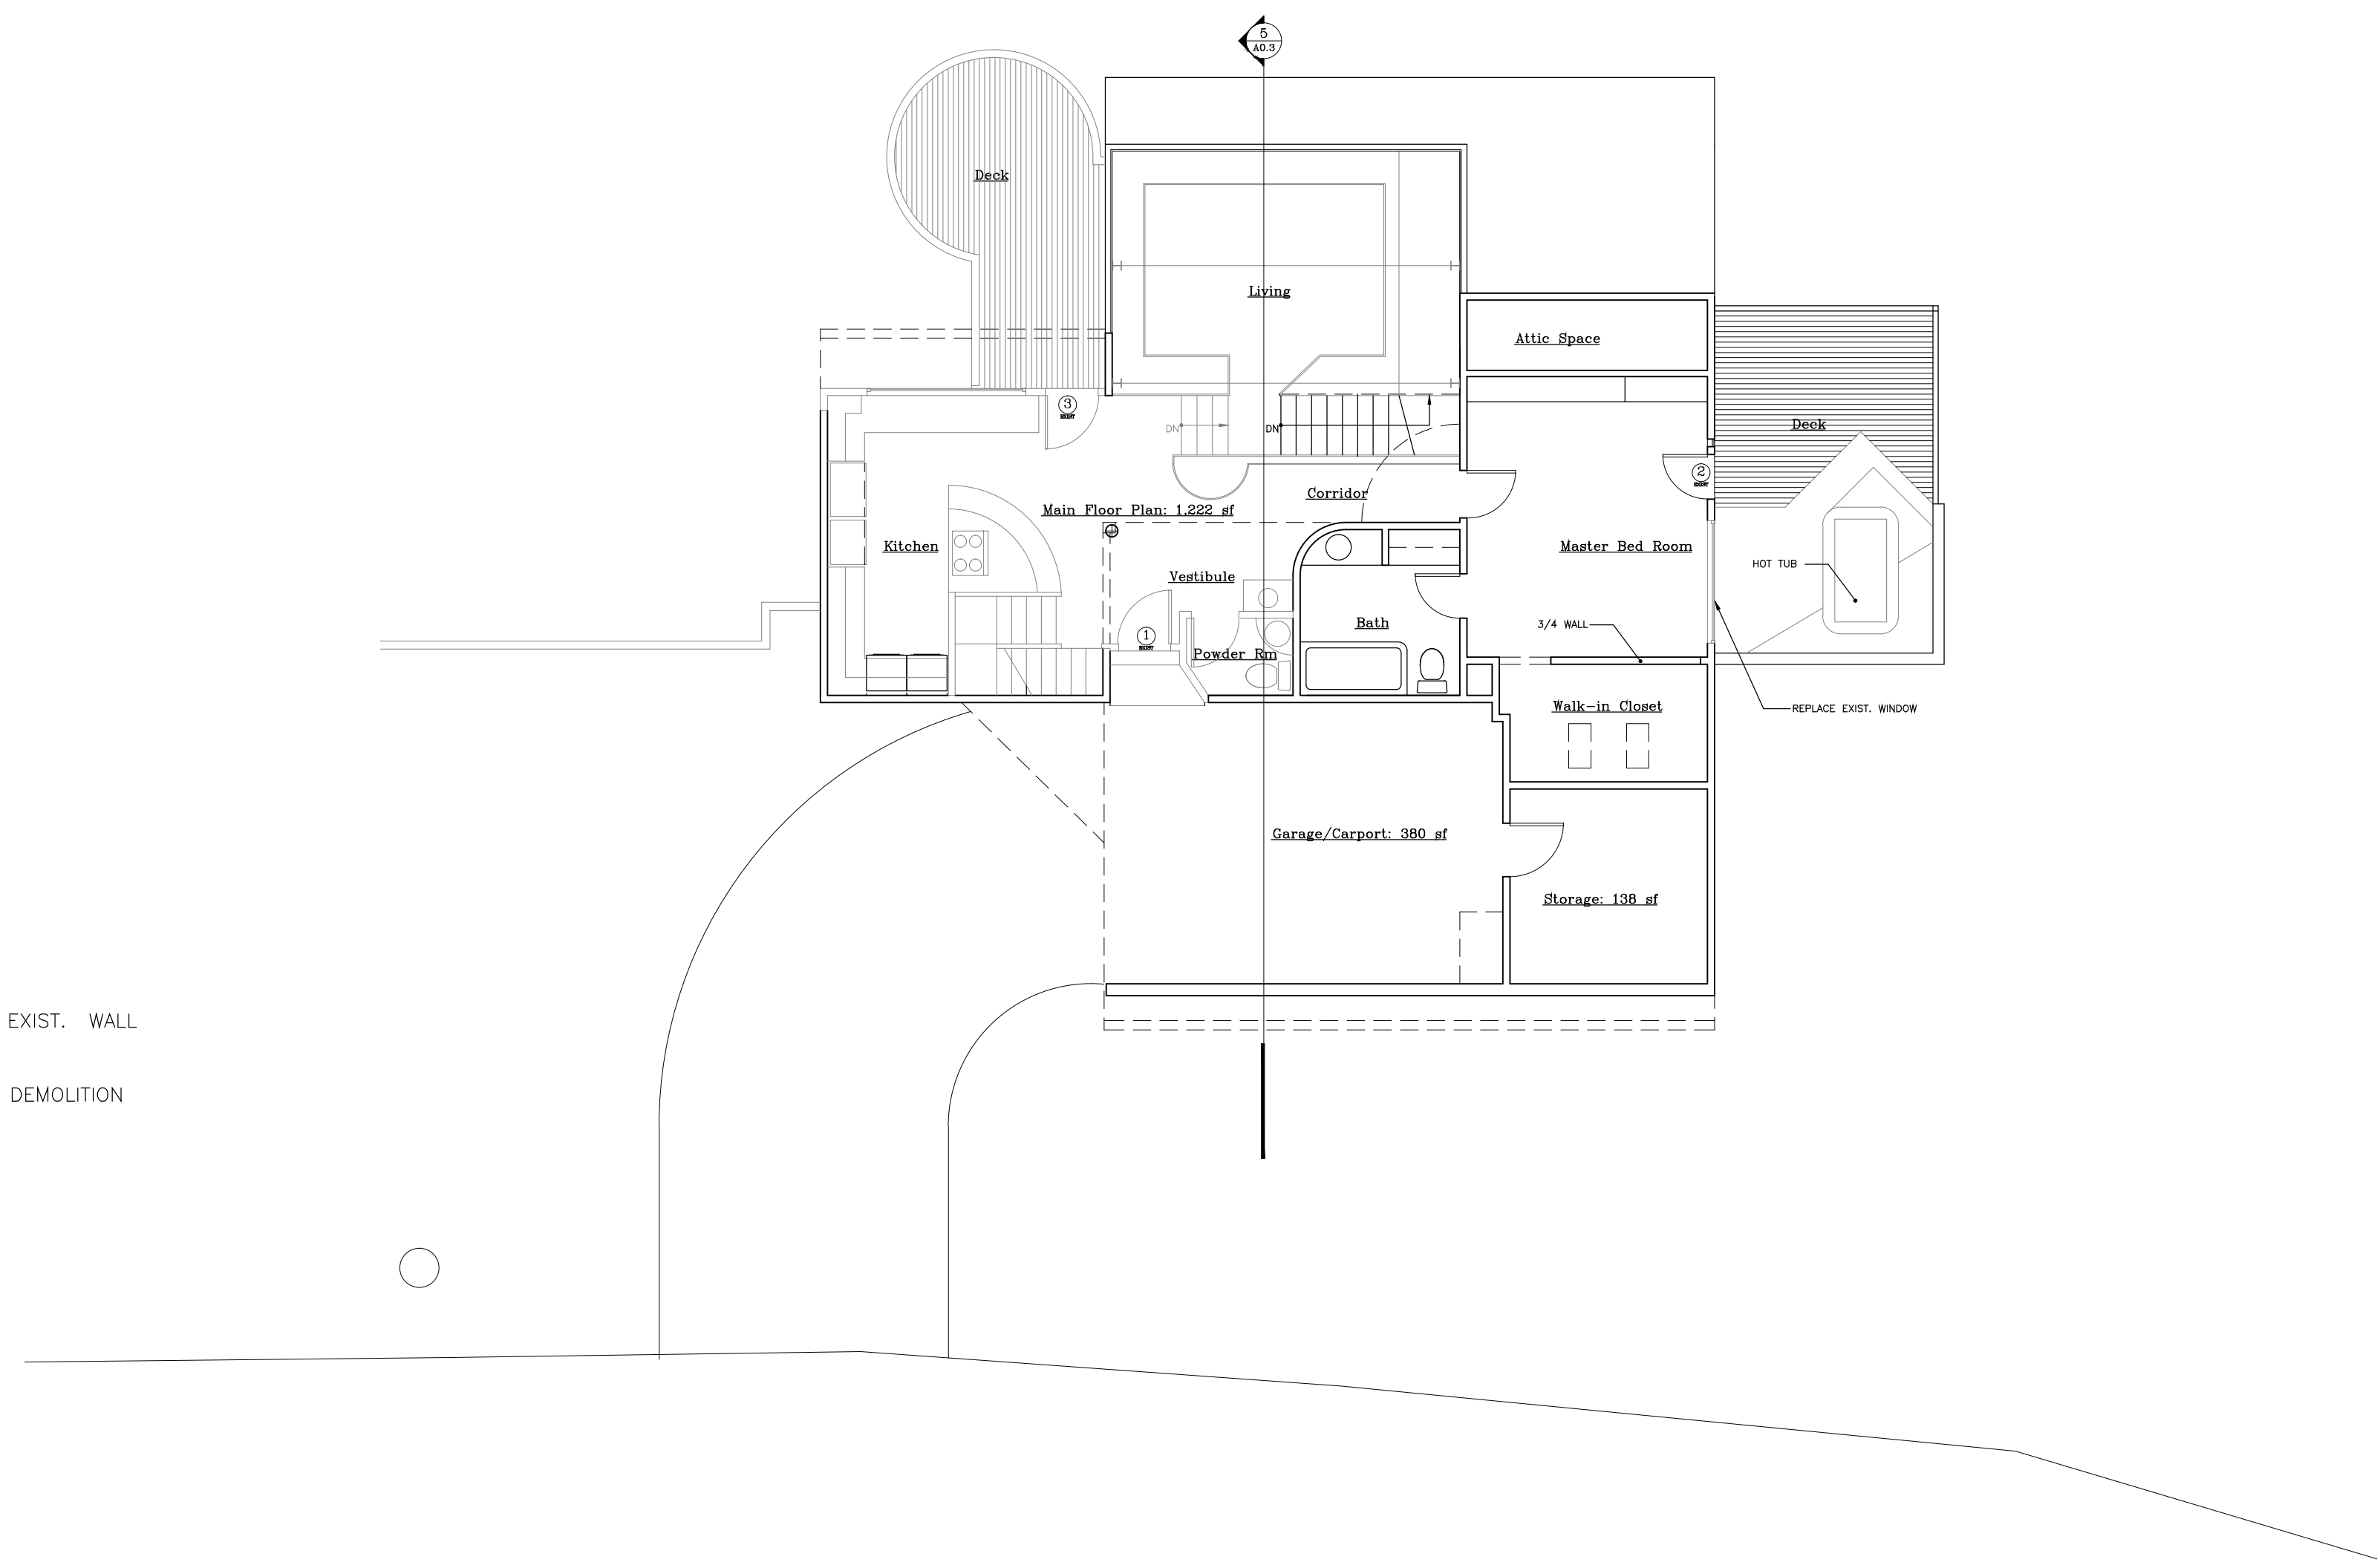 5
A0.3
Deck
Living
Attic Space
3
DN
DN
Deck
2
Corridor
Main Floor Plan: 1,222 sf
Kitchen
Master Bed Room
HOT TUB
Vestibule
Bath
3/4 WALL
1
Powder Rm
Walk-in Closet
REPLACE EXIST. WINDOW
Garage/Carport: 380 sf
Storage: 138 sf
EXIST. WALL
DEMOLITION